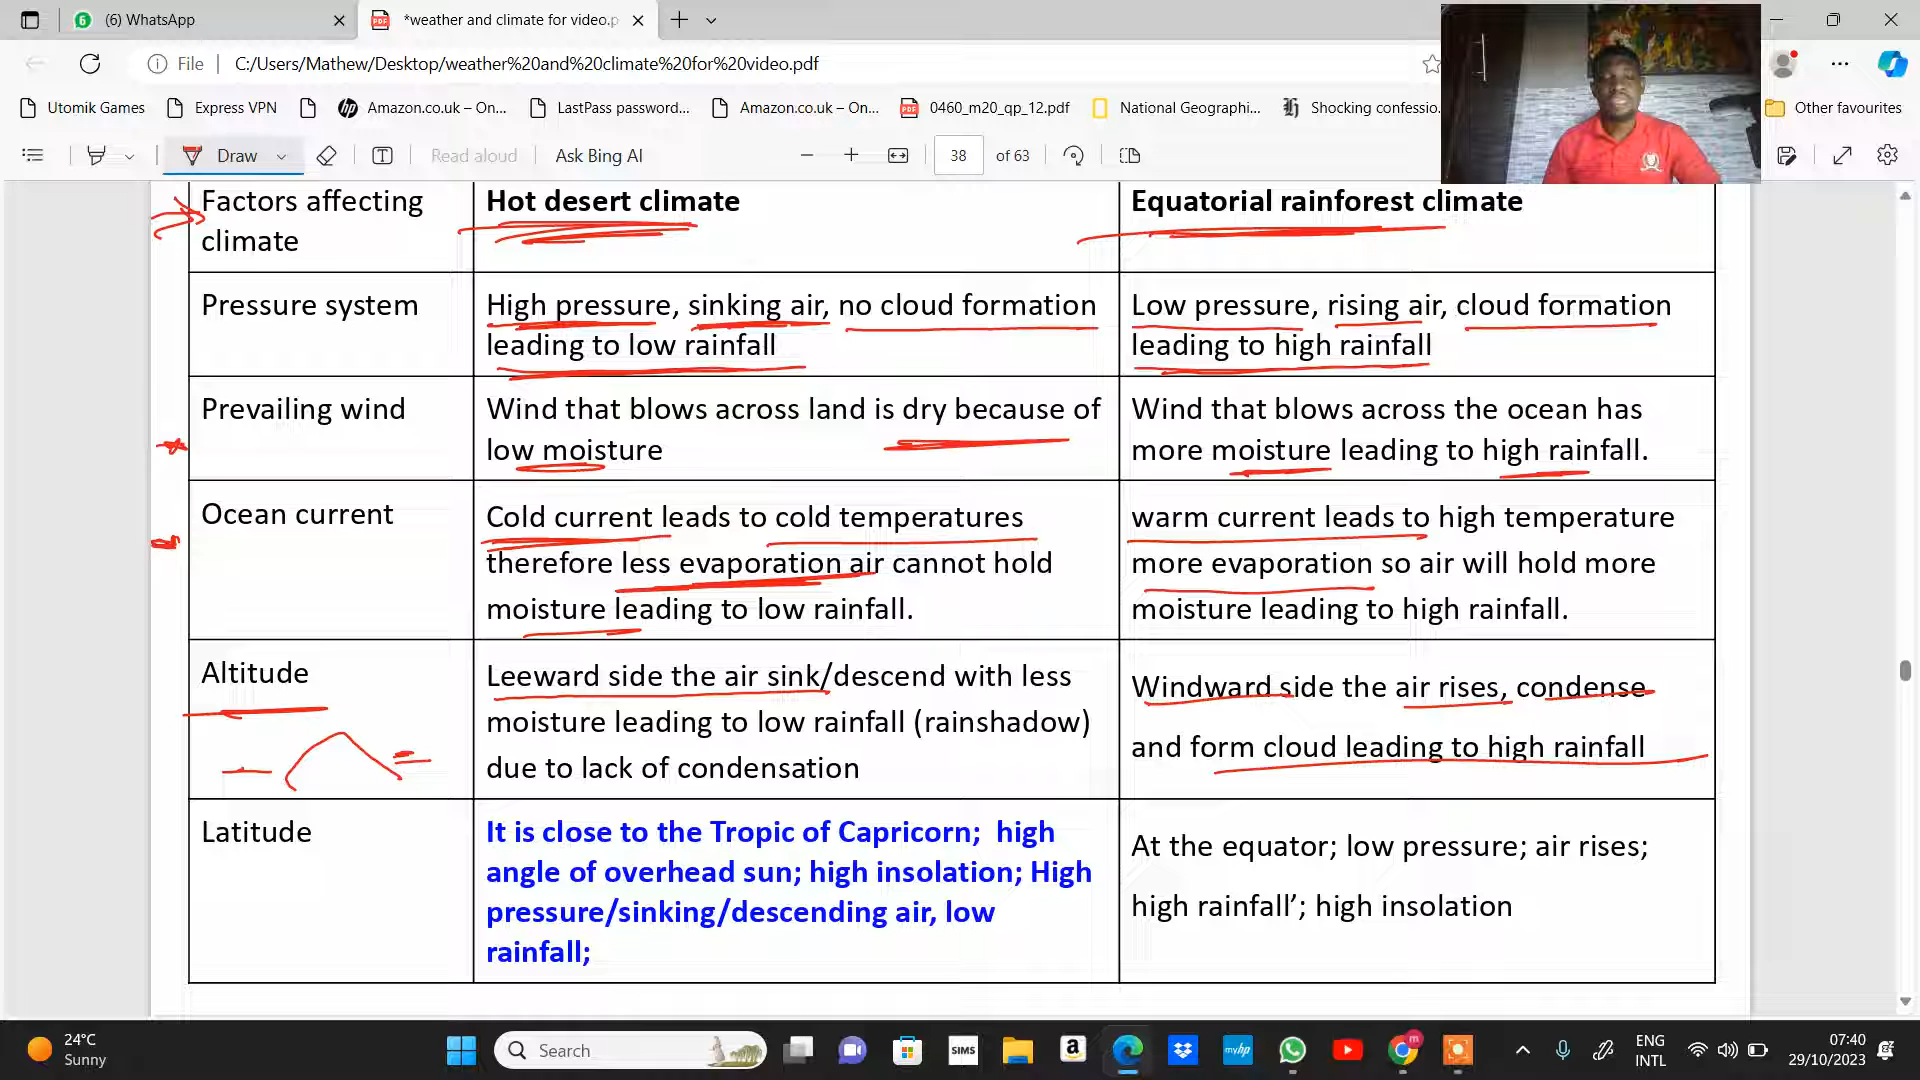 (6) WhatsApp
*weather and climate for video.p
File
C:/Users/Mathew/Desktop/weather%20and%20climate%20for%20video.pdf
Utomik Games
Express VPN
Amazon.co.uk – On...
LastPass password...
Amazon.co.uk – On...
0460_m20_qp_12.pdf
National Geographi...
Shocking confessio.
Other favourites
Draw
Read aloud
Ask Bing AI
38
of 63
Factors affecting
climate
Hot desert climate
Equatorial rainforest climate
Pressure system
High pressure, sinking air, no cloud formation
leading to low rainfall
Low pressure, rising air, cloud formation
leading to high rainfall
Prevailing wind
Wind that blows across land is dry because of
low moisture
Wind that blows across the ocean has
more moisture leading to high rainfall.
Ocean current
Cold current leads to cold temperatures
therefore less evaporation air cannot hold
moisture leading to low rainfall.
warm current leads to high temperature
more evaporation so air will hold more
moisture leading to high rainfall.
Altitude
Leeward side the air sink/descend with less
moisture leading to low rainfall (rainshadow)
due to lack of condensation
Windward side the air rises, condense
and form cloud leading to high rainfall
Latitude
It is close to the Tropic of Capricorn;  high
angle of overhead sun; high insolation; High
pressure/sinking/descending air, low
rainfall;
At the equator; low pressure; air rises;
high rainfall’; high insolation
24°C
Sunny
Search
SIMS
a
myhp
m
ENG
INTL
07:40
29/10/2023